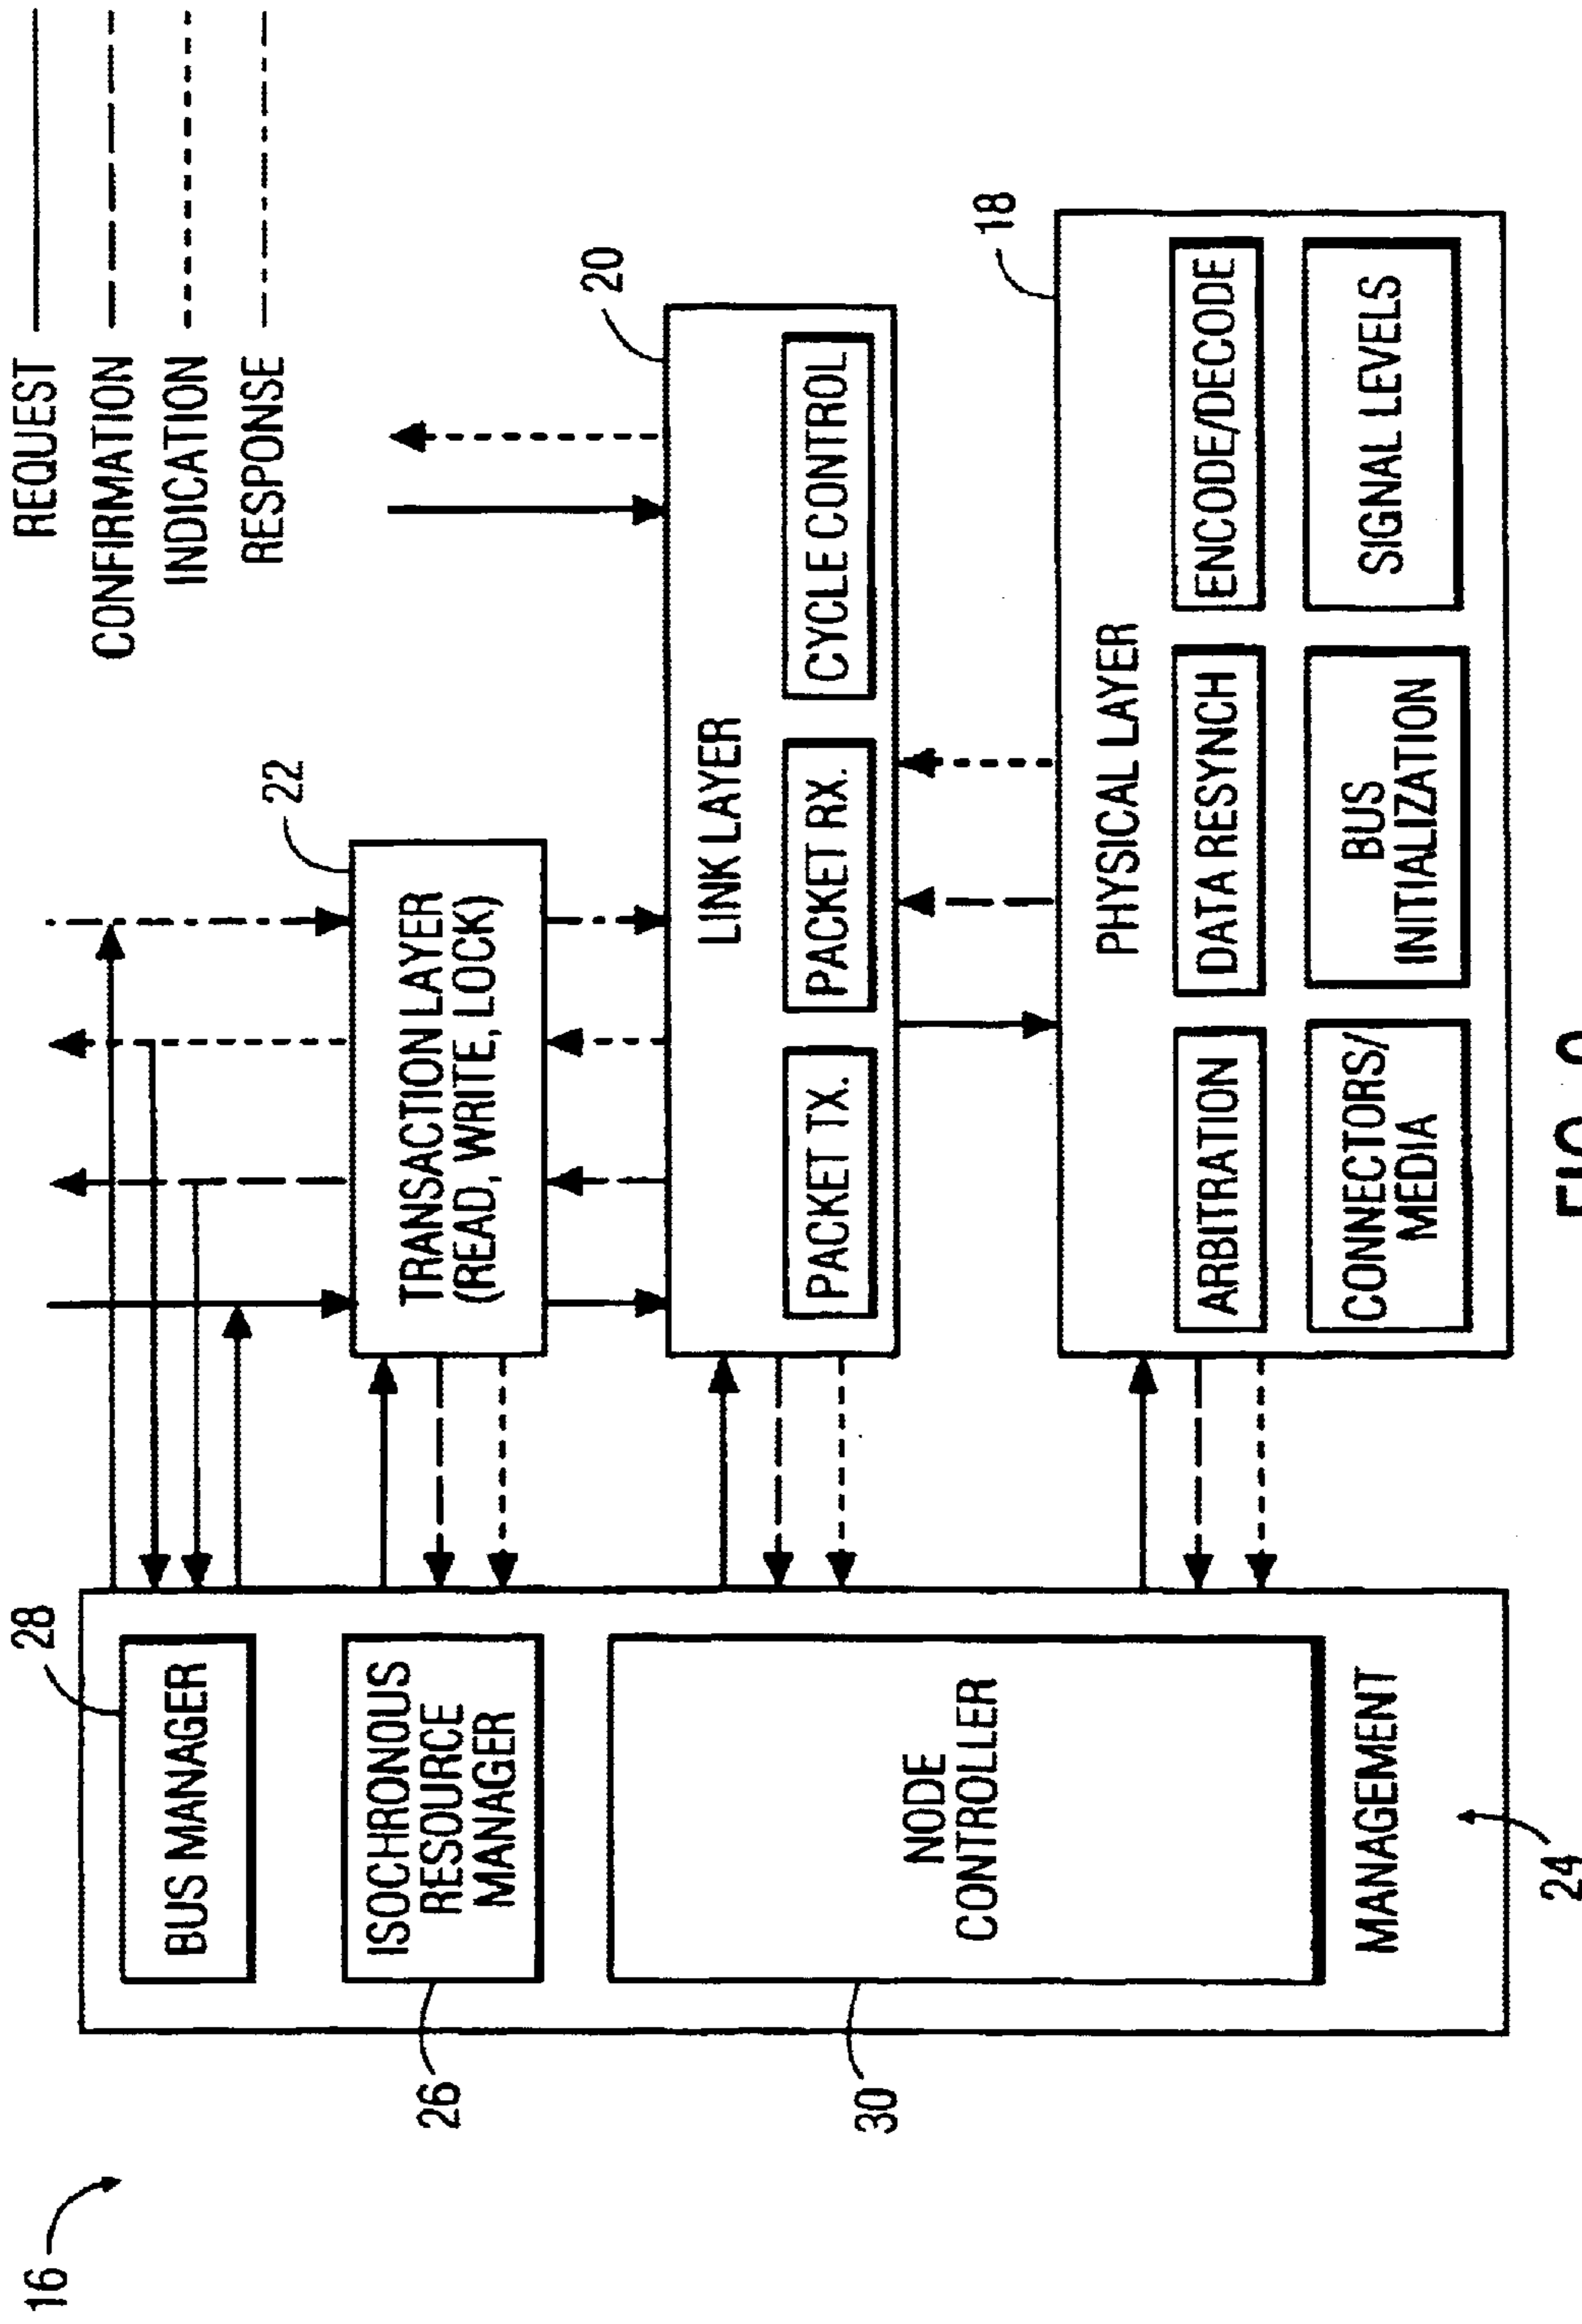 REQUEST
CONFIRMATION
INDICATION
RESPONSE
16
28
BUS MANAGER
26
ISOCHRONOUS
RESOURCE
MANAGER
30
NODE
CONTROLLER
MANAGEMENT
24
22
TRANSACTION LAYER
(READ, WRITE, LOCK)
20
LINK LAYER
PACKET TX.
PACKET RX.
CYCLE CONTROL
18
PHYSICAL LAYER
ARBITRATION
DATA RESYNCH
ENCODE/DECODE
CONNECTORS/
MEDIA
BUS
INITIALIZATION
SIGNAL LEVELS